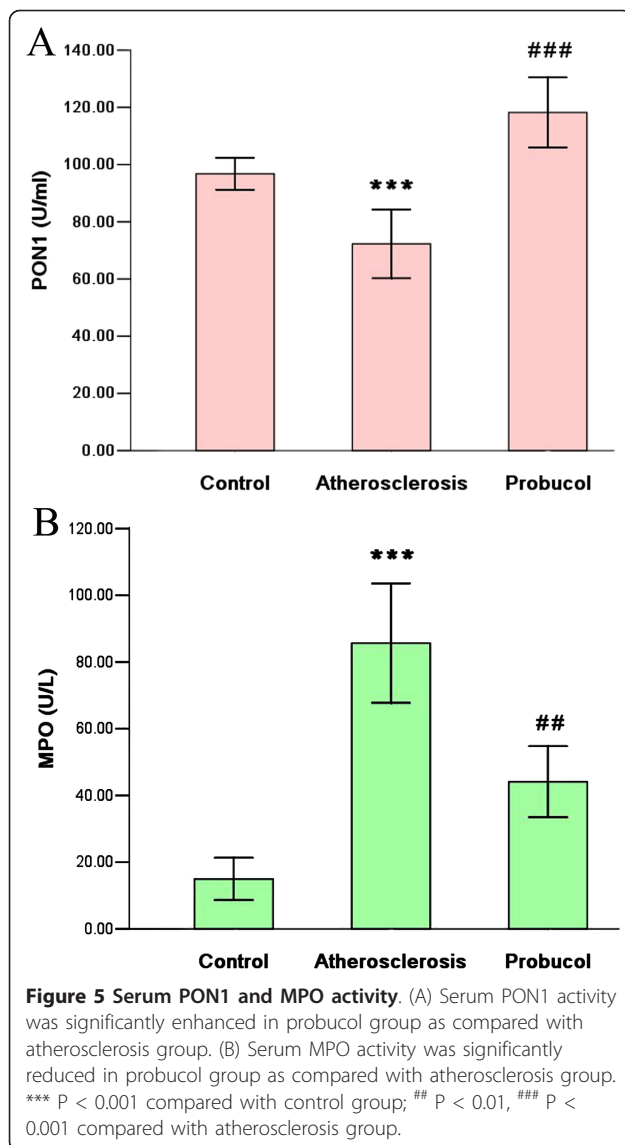 A
140.00
120.00
100.00
80.00
60.00
40.00
20.00
0.00
PON1 (U/ml)
***
###
Control Atherosclerosis Probucol
B
120.00
100.00
80.00
60.00
40.00
20.00
0.00
MPO (U/L)
***
##
Control Atherosclerosis Probucol
Figure 5 Serum PON1 and MPO activity. (A) Serum PON1 activity
was significantly enhanced in probucol group as compared with
atherosclerosis group. (B) Serum MPO activity was significantly
reduced in probucol group as compared with atherosclerosis group.
*** P < 0.001 compared with control group; ## P < 0.01, ### P <
0.001 compared with atherosclerosis group.